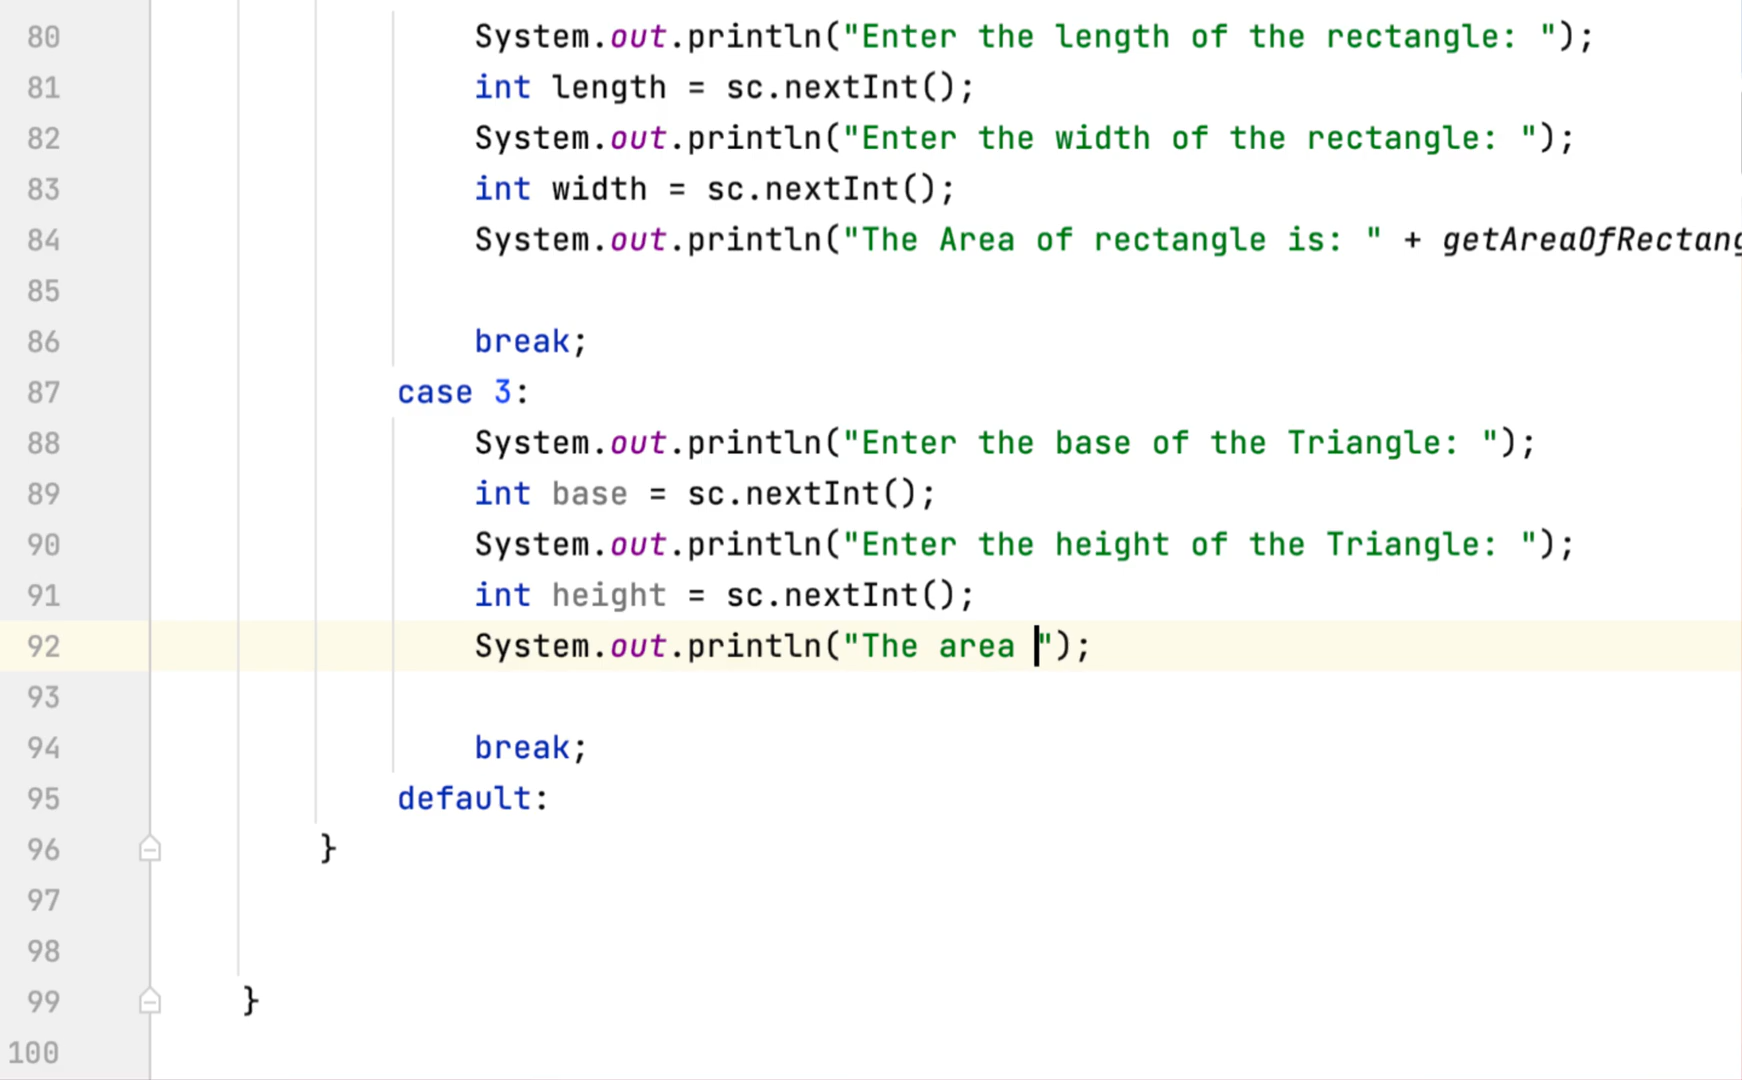 80 System.out.println("Enter the length of the rectangle: ");
81 int length = sc.nextInt();
82 System.out.println("Enter the width of the rectangle: ");
83 int width = sc.nextInt();
84 System.out.println("The Area of rectangle is: " + getAreaOfRectang
85
86 break;
87 case 3:
88 System.out.println("Enter the base of the Triangle: ");
89 int base = sc.nextInt();
90 System.out.println("Enter the height of the Triangle: ");
91 int height = sc.nextInt();
92 System.out.println("The area ");
93
94 break;
95 default:
96 }
97
98
99 }
100